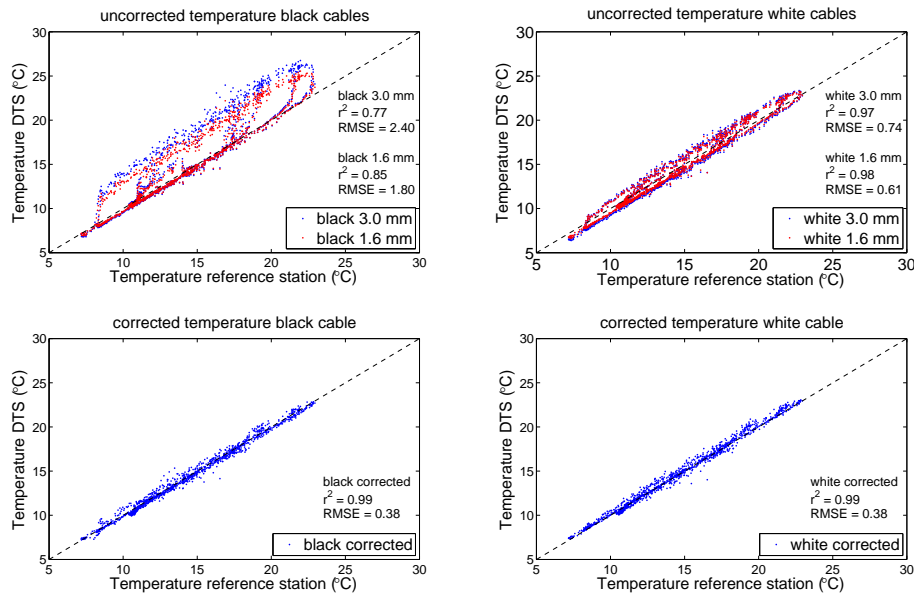 uncorrected temperature black cables
30
25
20
15
10
5
Temperature DTS (°C)
black 3.0 mm
r² = 0.77
RMSE = 2.40
black 1.6 mm
r² = 0.85
RMSE = 1.80
black 3.0 mm
black 1.6 mm
5 10 15 20 25 30
Temperature reference station (°C)
uncorrected temperature white cables
30
25
20
15
10
5
Temperature DTS (°C)
white 3.0 mm
r² = 0.97
RMSE = 0.74
white 1.6 mm
r² = 0.98
RMSE = 0.61
white 3.0 mm
white 1.6 mm
5 10 15 20 25 30
Temperature reference station (°C)
corrected temperature black cable
30
25
20
15
10
5
Temperature DTS (°C)
black corrected
r² = 0.99
RMSE = 0.38
black corrected
5 10 15 20 25 30
Temperature reference station (°C)
corrected temperature white cable
30
25
20
15
10
5
Temperature DTS (°C)
white corrected
r² = 0.99
RMSE = 0.38
white corrected
5 10 15 20 25 30
Temperature reference station (°C)